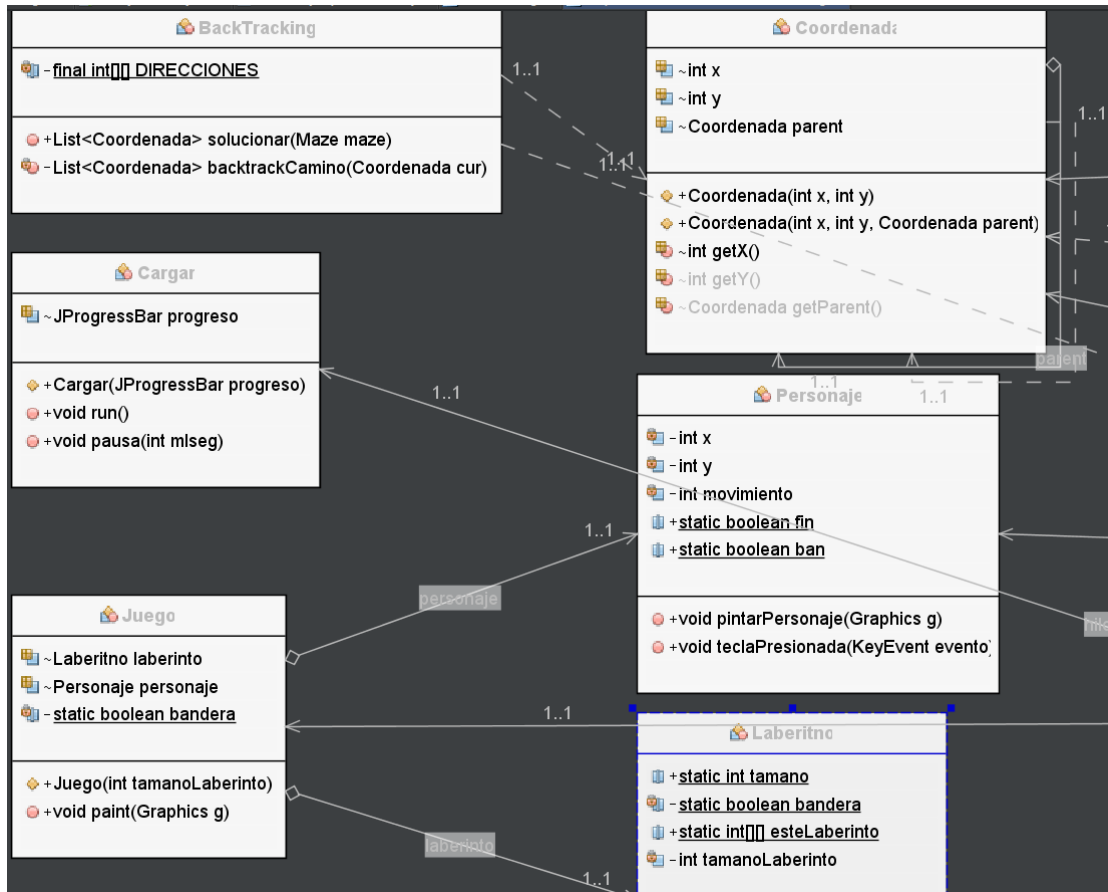 BackTracking
-final int[][] DIRECCIONES
+List<Coordenada> solucionar(Maze maze)
-List<Coordenada> backtrackCamino(Coordenada cur)
1..1
1..1
1..1
Coordenada
~int x
~int y
~Coordenada parent
+Coordenada(int x, int y)
+Coordenada(int x, int y, Coordenada parent)
~int getX()
~int getY()
~Coordenada getParent()
1..1
parent
1..1
1..1
Cargar
~JProgressBar progreso
+Cargar(JProgressBar progreso)
+void run()
+void pausa(int mlseg)
1..1
Personaje
-int x
-int y
-int movimiento
+static boolean fin
+static boolean ban
+void pintarPersonaje(Graphics g)
+void teclaPresionada(KeyEvent evento)
1..1
personaje
hilo
Juego
~Laberitno laberinto
~Personaje personaje
-static boolean bandera
+Juego(int tamanoLaberinto)
+void paint(Graphics g)
1..1
laberinto
1..1
Laberitno
+static int tamano
-static boolean bandera
+static int[][] esteLaberinto
-int tamanoLaberinto